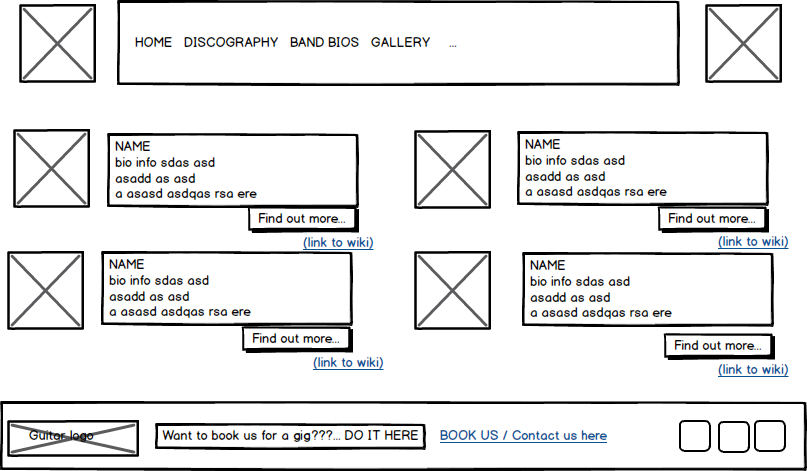 HOME DISCOGRAPHY BAND BIOS GALLERY ...
NAME
bio info sdas asd
asadd as asd
a asasd asdqas rsa ere
Find out more...
(link to wiki)
NAME
bio info sdas asd
asadd as asd
a asasd asdqas rsa ere
Find out more...
(link to wiki)
NAME
bio info sdas asd
asadd as asd
a asasd asdqas rsa ere
Find out more...
(link to wiki)
NAME
bio info sdas asd
asadd as asd
a asasd asdqas rsa ere
Find out more...
(link to wiki)
Guitar logo
Want to book us for a gig???... DO IT HERE
BOOK US / Contact us here